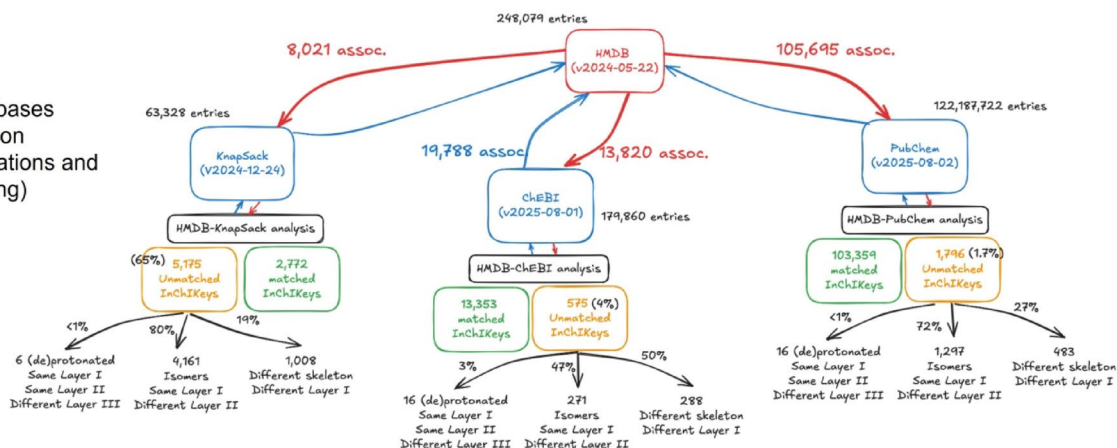 248,079 entries
8,021 assoc.
HMDB
(v2024-05-22)
105,695 assoc.
bases
on
ations and
ng)
63,328 entries
KnapSack
(V2024-12-24)
19,788 assoc.
13,820 assoc.
122,187,722 entries
PubChem
(v2025-08-02)
ChEBI
(v2025-08-01)
179,860 entries
HMDB-KnapSack analysis
(65%)
5,175
Unmatched
InChIKeys
2,772
matched
InChIKeys
<1%
80%
19%
6 (de)protonated
Same Layer I
Same Layer II
Different Layer III
4,161
Isomers
Same Layer I
Different Layer II
1,008
Different skeleton
Different Layer I
HMDB-ChEBI analysis
13,353
matched
InChIKeys
575 (4%)
Unmatched
InChIKeys
3%
47%
50%
16 (de)protonated
Same Layer I
Same Layer II
Different Layer III
271
Isomers
Same Layer I
Different Layer II
288
Different skeleton
Different Layer I
HMDB-PubChem analysis
103,359
matched
InChIKeys
1,796 (1.7%)
Unmatched
InChIKeys
<1%
72%
27%
16 (de)protonated
Same Layer I
Same Layer II
Different Layer III
1,297
Isomers
Same Layer I
Different Layer II
483
Different skeleton
Different Layer I